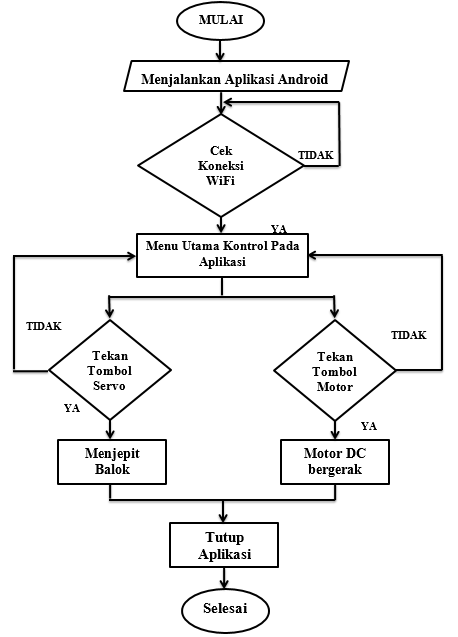 MULAI
Menjalankan Aplikasi Android
Cek
Koneksi
WiFi
TIDAK
YA
Menu Utama Kontrol Pada
Aplikasi
TIDAK
TIDAK
Tekan
Tombol
Servo
Tekan
Tombol
Motor
YA
YA
Menjepit
Balok
Motor DC
bergerak
Tutup
Aplikasi
Selesai